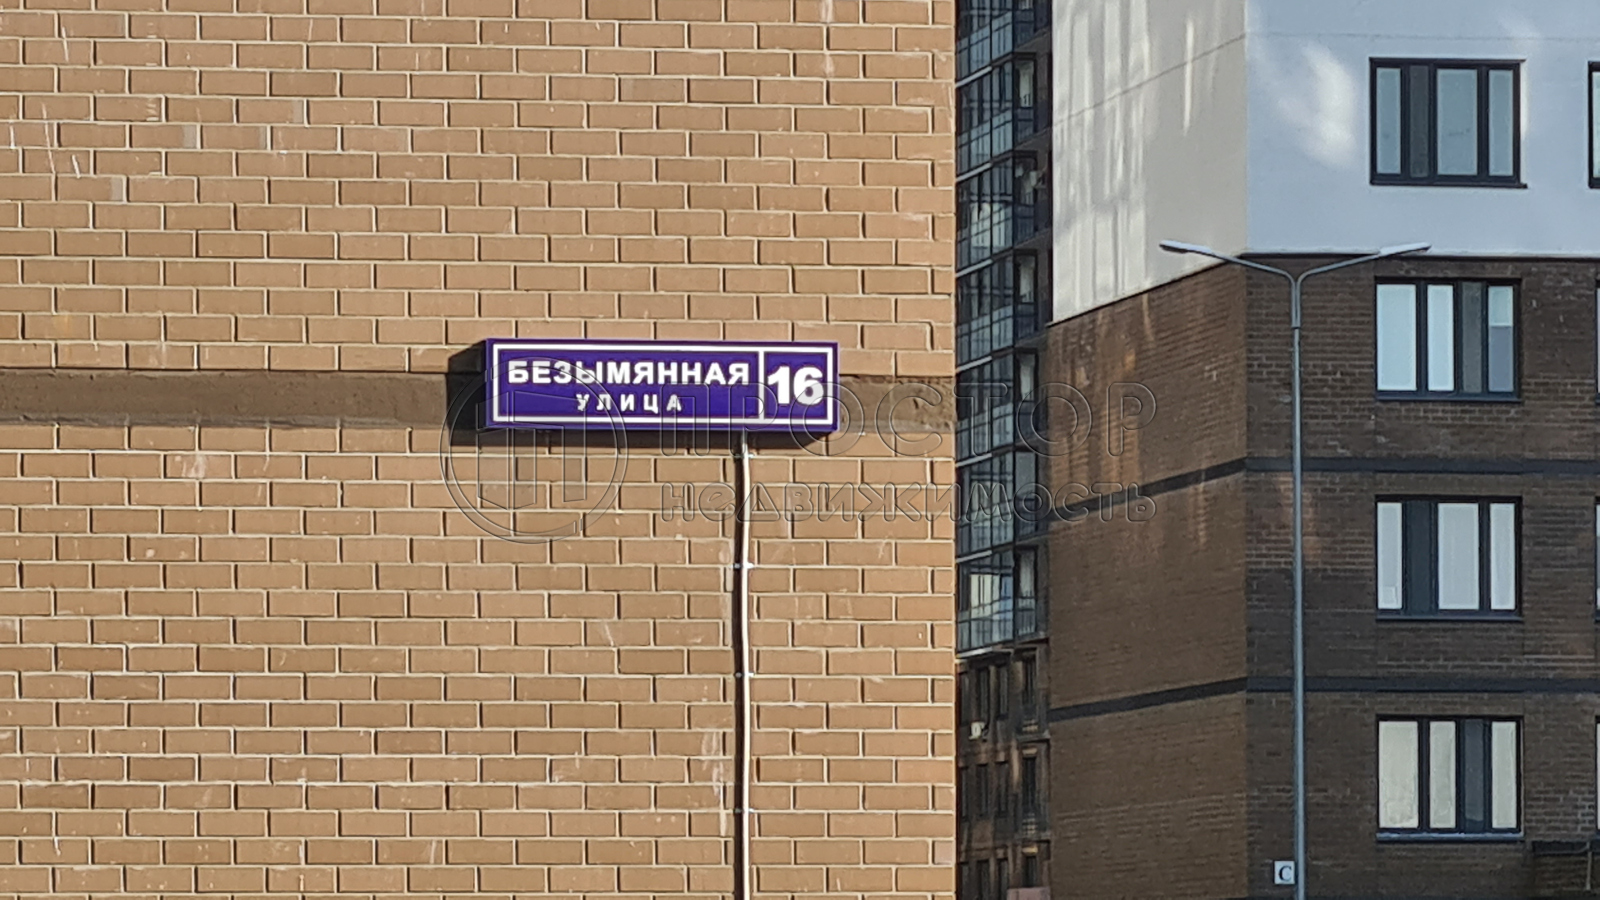 БЕЗЫМЯННАЯ 16
УЛИЦА
ПРОСТОР
НЕДВИЖИМОСТЬ
С